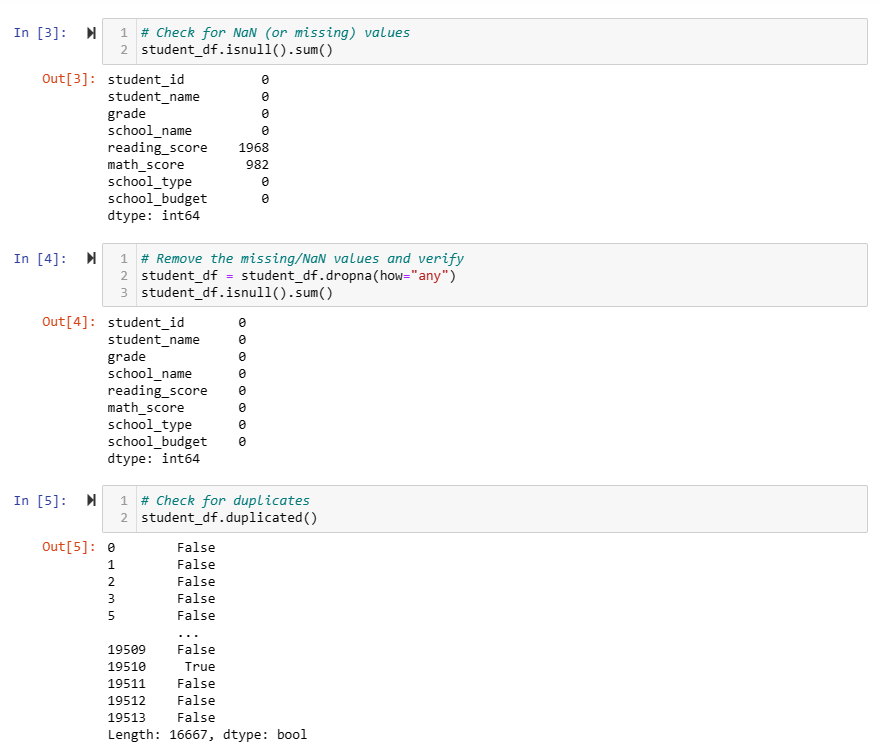 In [3]:
1 # Check for NaN (or missing) values
2 student_df.isnull().sum()
Out[3]:
student_id 0
student_name 0
grade 0
school_name 0
reading_score 1968
math_score 982
school_type 0
school_budget 0
dtype: int64
In [4]:
1 # Remove the missing/NaN values and verify
2 student_df = student_df.dropna(how="any")
3 student_df.isnull().sum()
Out[4]:
student_id 0
student_name 0
grade 0
school_name 0
reading_score 0
math_score 0
school_type 0
school_budget 0
dtype: int64
In [5]:
1 # Check for duplicates
2 student_df.duplicated()
Out[5]:
0 False
1 False
2 False
3 False
5 False
...
19509 False
19510 True
19511 False
19512 False
19513 False
Length: 16667, dtype: bool